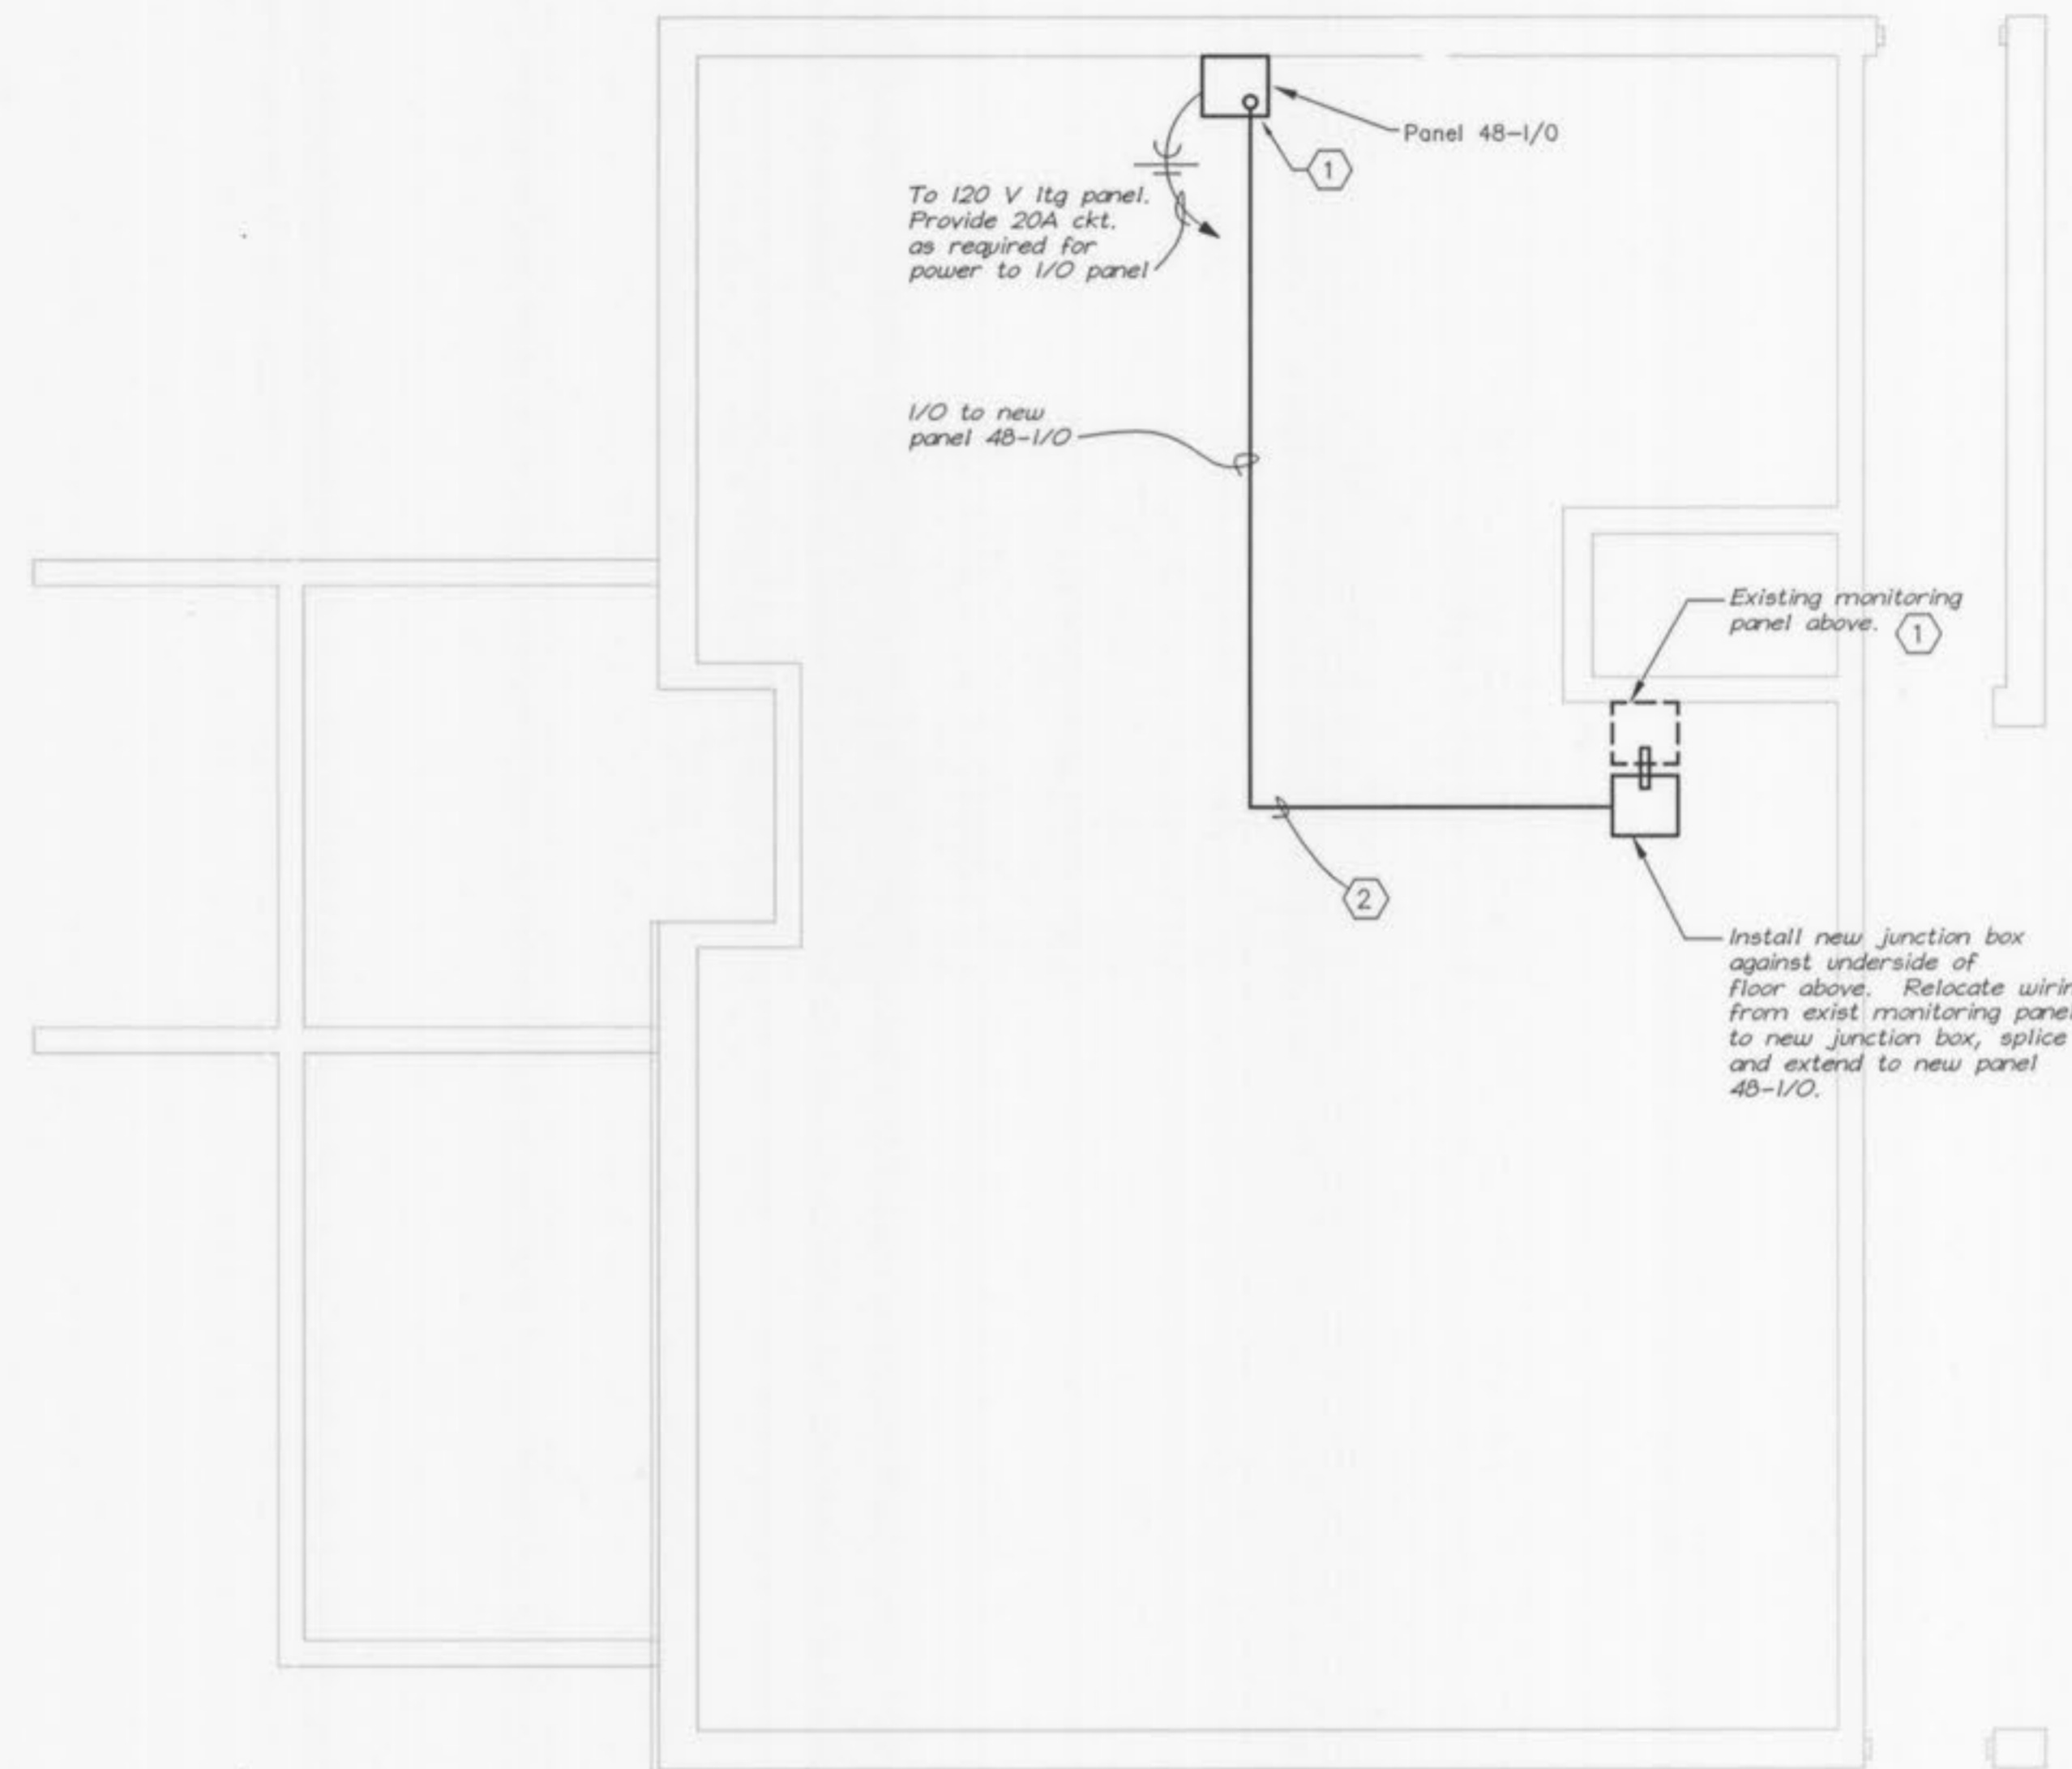 Panel 48-I/O
1
To 120 V ltg panel.
Provide 20A ckt.
as required for
power to I/O panel
I/O to new
panel 48-I/O
Existing monitoring
panel above.
1
2
Install new junction box
against underside of
floor above. Relocate
from exist monitoring panel
to new junction box, splice
and extend to new panel
48-I/O.